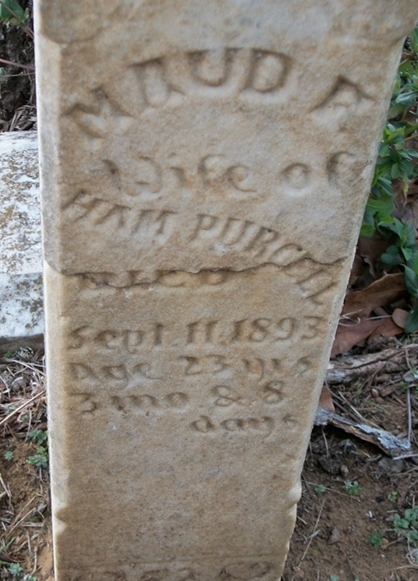 MAUD F
Wife of
HAM PURCELL
DIED
Sept 11, 1893
Age 23 yrs
3 mo & 8
days